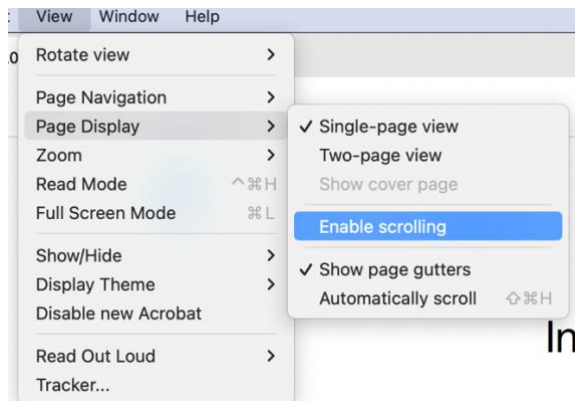 View Window Help
Rotate view
Page Navigation
Page Display
Zoom
Read Mode ^⌘H
Full Screen Mode ⌘L
Show/Hide
Display Theme
Disable new Acrobat
Read Out Loud
Tracker...
✓ Single-page view
Two-page view
Show cover page
Enable scrolling
✓ Show page gutters
Automatically scroll ⇧⌘H
In